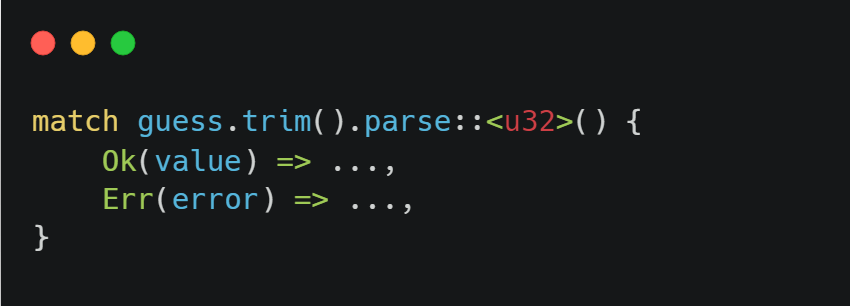 match guess.trim().parse::<u32>() {
    Ok(value) => ...,
    Err(error) => ...,
}